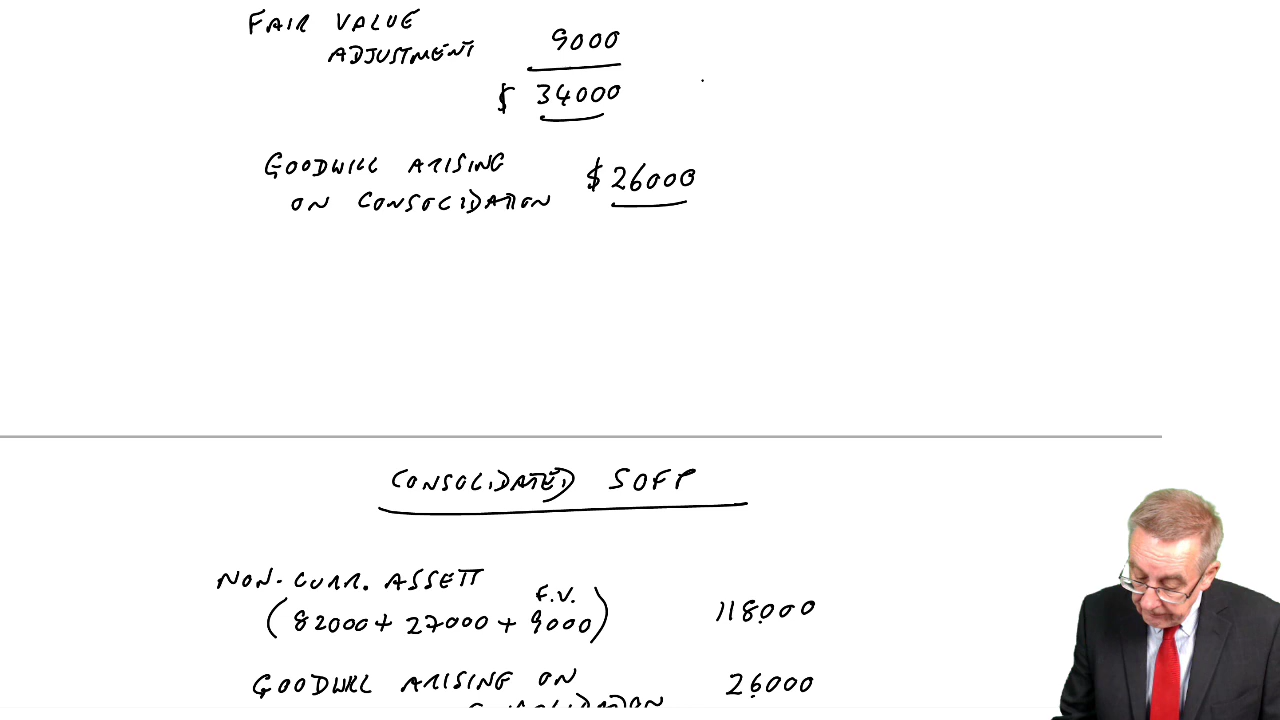 FAIR VALUE
ADJUSTMENT 9000
$ 34000
GOODWILL ARISING
ON CONSOLIDATION $26000
CONSOLIDATED SOFP
NON-CURR. ASSETS
F.V.
(82000 + 27000 + 9000) 118000
GOODWILL ARISING ON 26000
CONSOLIDATION